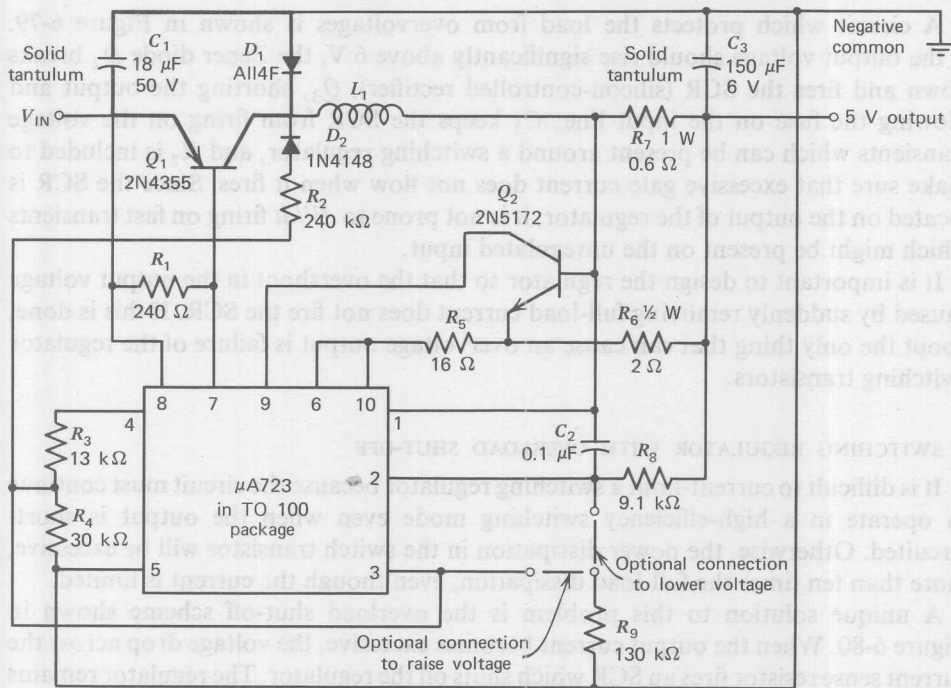 Solid
tantulum
C1
18 μF
50 V
D1
AII4F
L1
VIN
Q1
2N4355
D2
1N4148
R2
240 kΩ
R1
240 Ω
Solid
tantulum
C3
150 μF
6 V
Negative
common
R7 1 W
0.6 Ω
5 V output
Q2
2N5172
R5
16 Ω
R6 ½ W
2 Ω
8 7 9 6 10
4 1
R3
13 kΩ
C2
0.1 μF
μA723
in TO 100
package
2
R8
9.1 kΩ
R4
30 kΩ
5 3
Optional connection
to lower voltage
Optional connection
to raise voltage
R9
130 kΩ